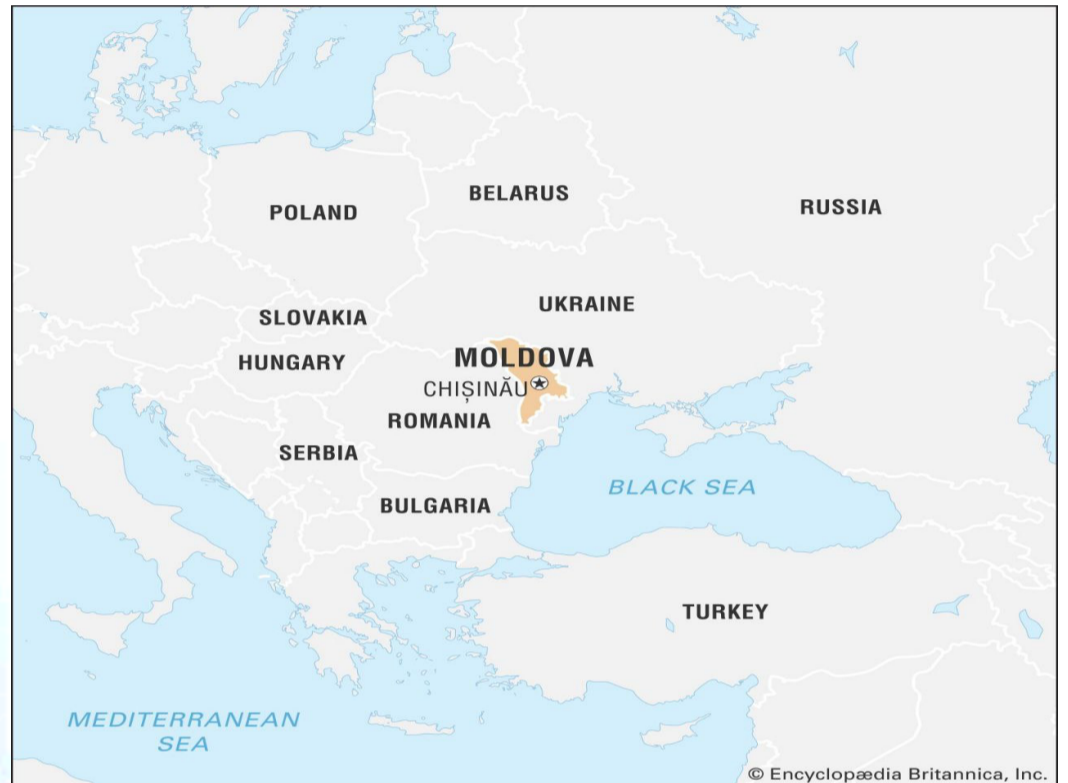 BELARUS
POLAND
RUSSIA
UKRAINE
SLOVAKIA
MOLDOVA
HUNGARY
CHIȘINĂU
ROMANIA
SERBIA
BLACK SEA
BULGARIA
TURKEY
MEDITERRANEAN
SEA
© Encyclopædia Britannica, Inc.